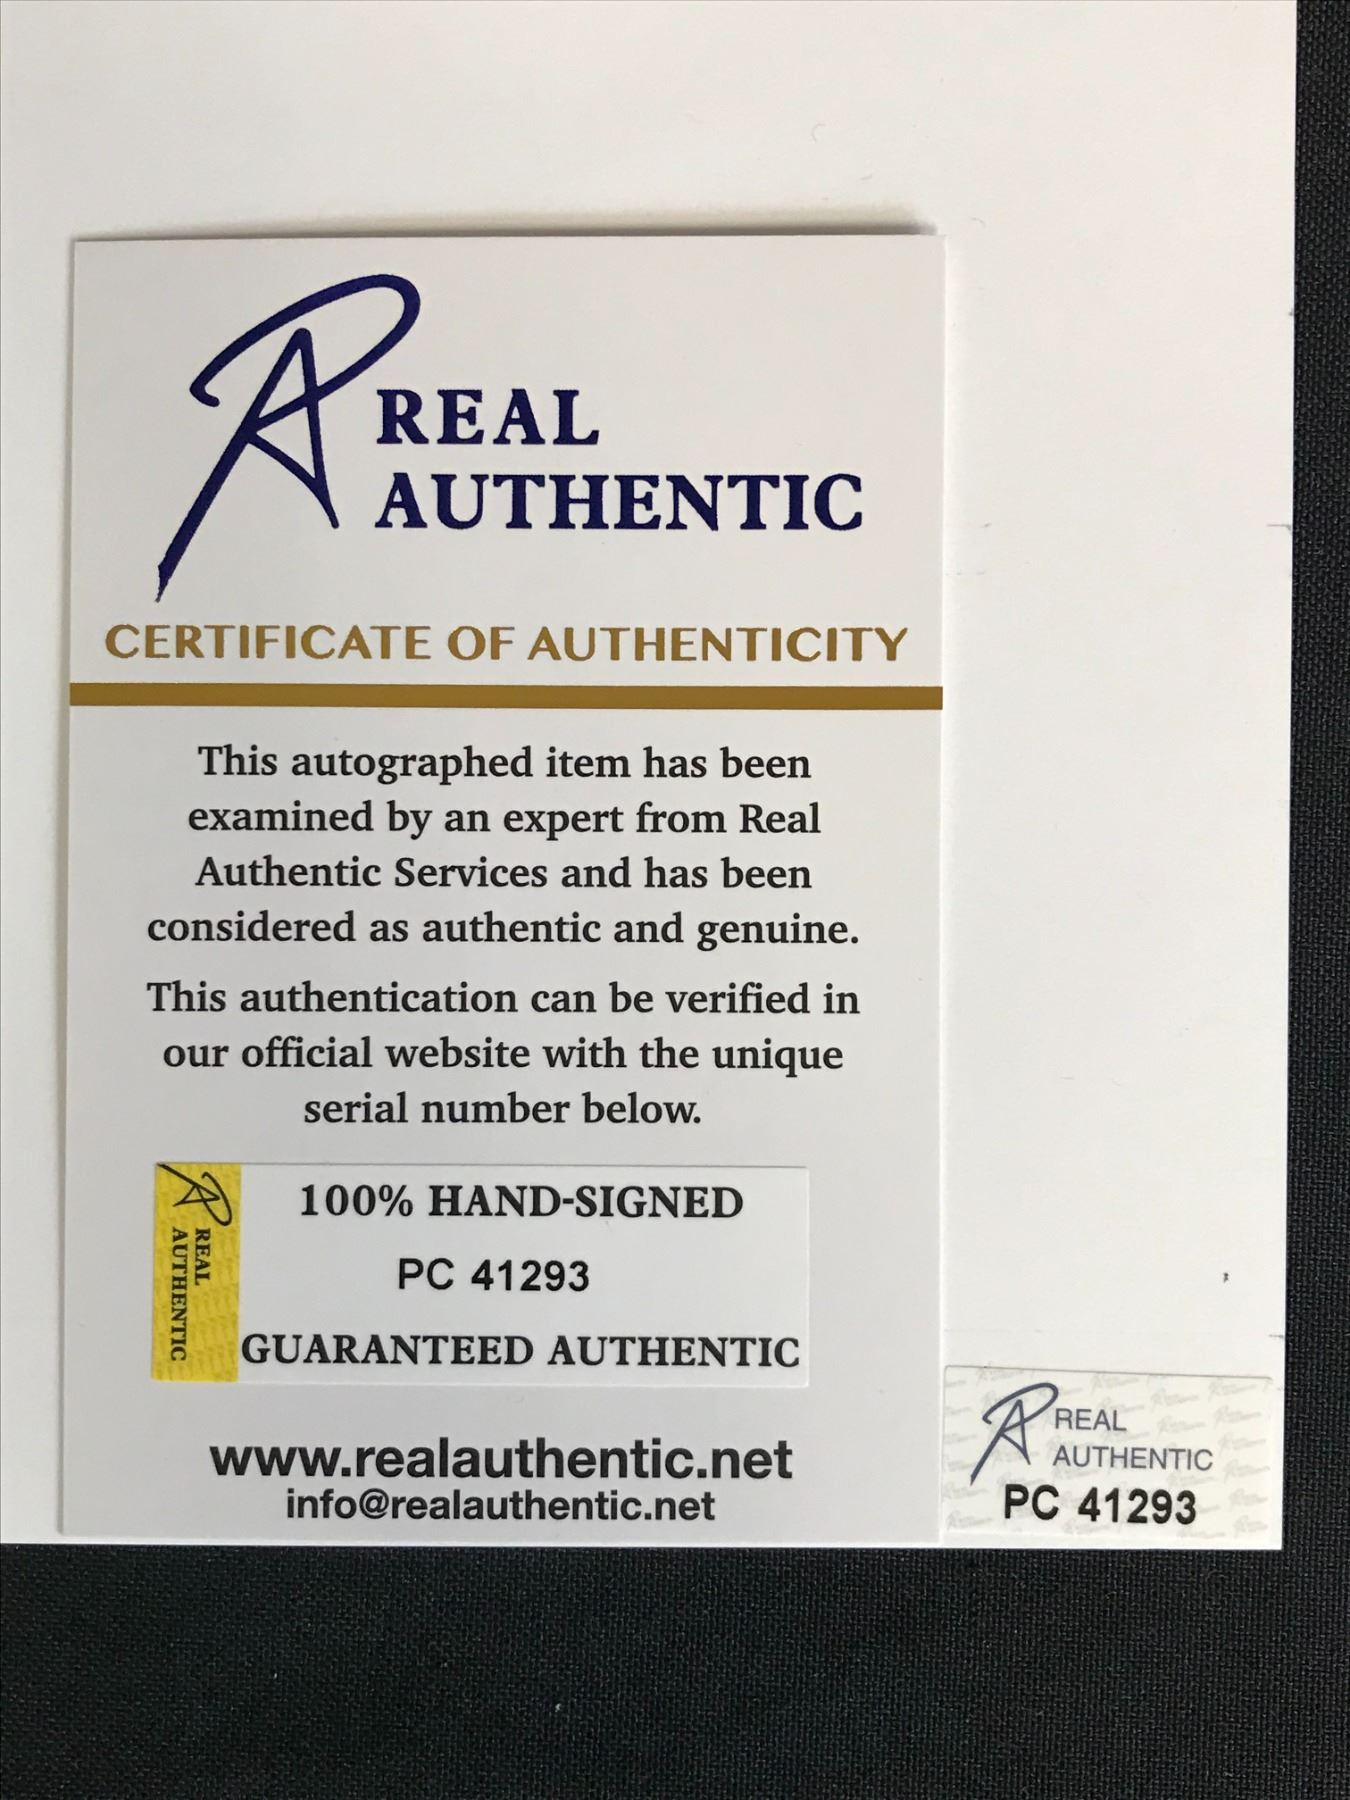 RA REAL
AUTHENTIC
CERTIFICATE OF AUTHENTICITY
This autographed item has been
examined by an expert from Real
Authentic Services and has been
considered as authentic and genuine.
This authentication can be verified in
our official website with the unique
serial number below.
RA REAL
AUTHENTIC
100% HAND-SIGNED
PC 41293
GUARANTEED AUTHENTIC
www.realauthentic.net
info@realauthentic.net
RA REAL
AUTHENTIC
PC 41293